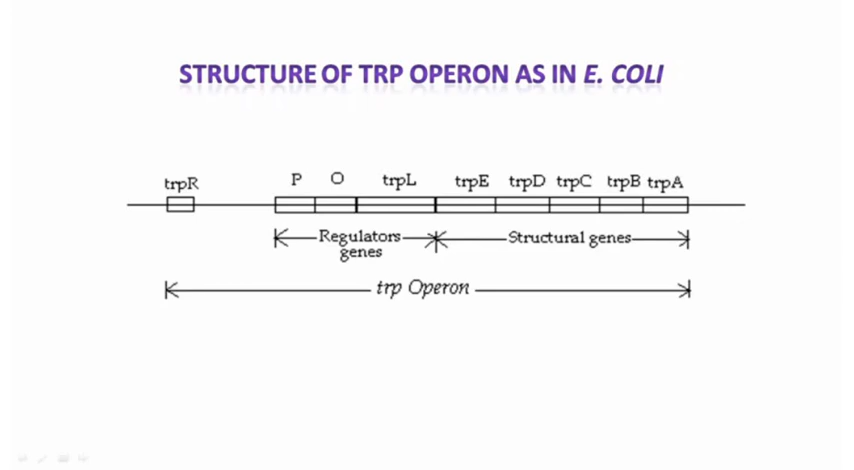 STRUCTURE OF TRP OPERON AS IN E. COLI
trpR P O trpL trpE trpD trpC trpB trpA
Regulators genes
Structural genes
trp Operon